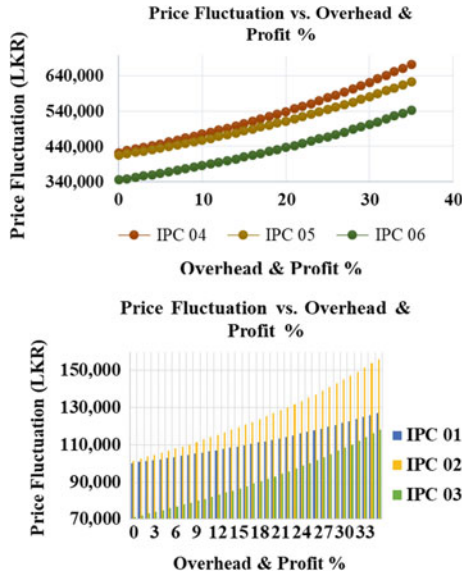 Price Fluctuation vs. Overhead &
Profit %
Price Fluctuation (LKR)
640,000
540,000
440,000
340,000
0 10 20 30 40
IPC 04 IPC 05 IPC 06
Overhead & Profit %
Price Fluctuation vs. Overhead &
Profit %
Price Fluctuation (LKR)
150,000
130,000
110,000
90,000
70,000
0 3 6 9 12 15 18 21 24 27 30 33
IPC 01
IPC 02
IPC 03
Overhead & Profit %